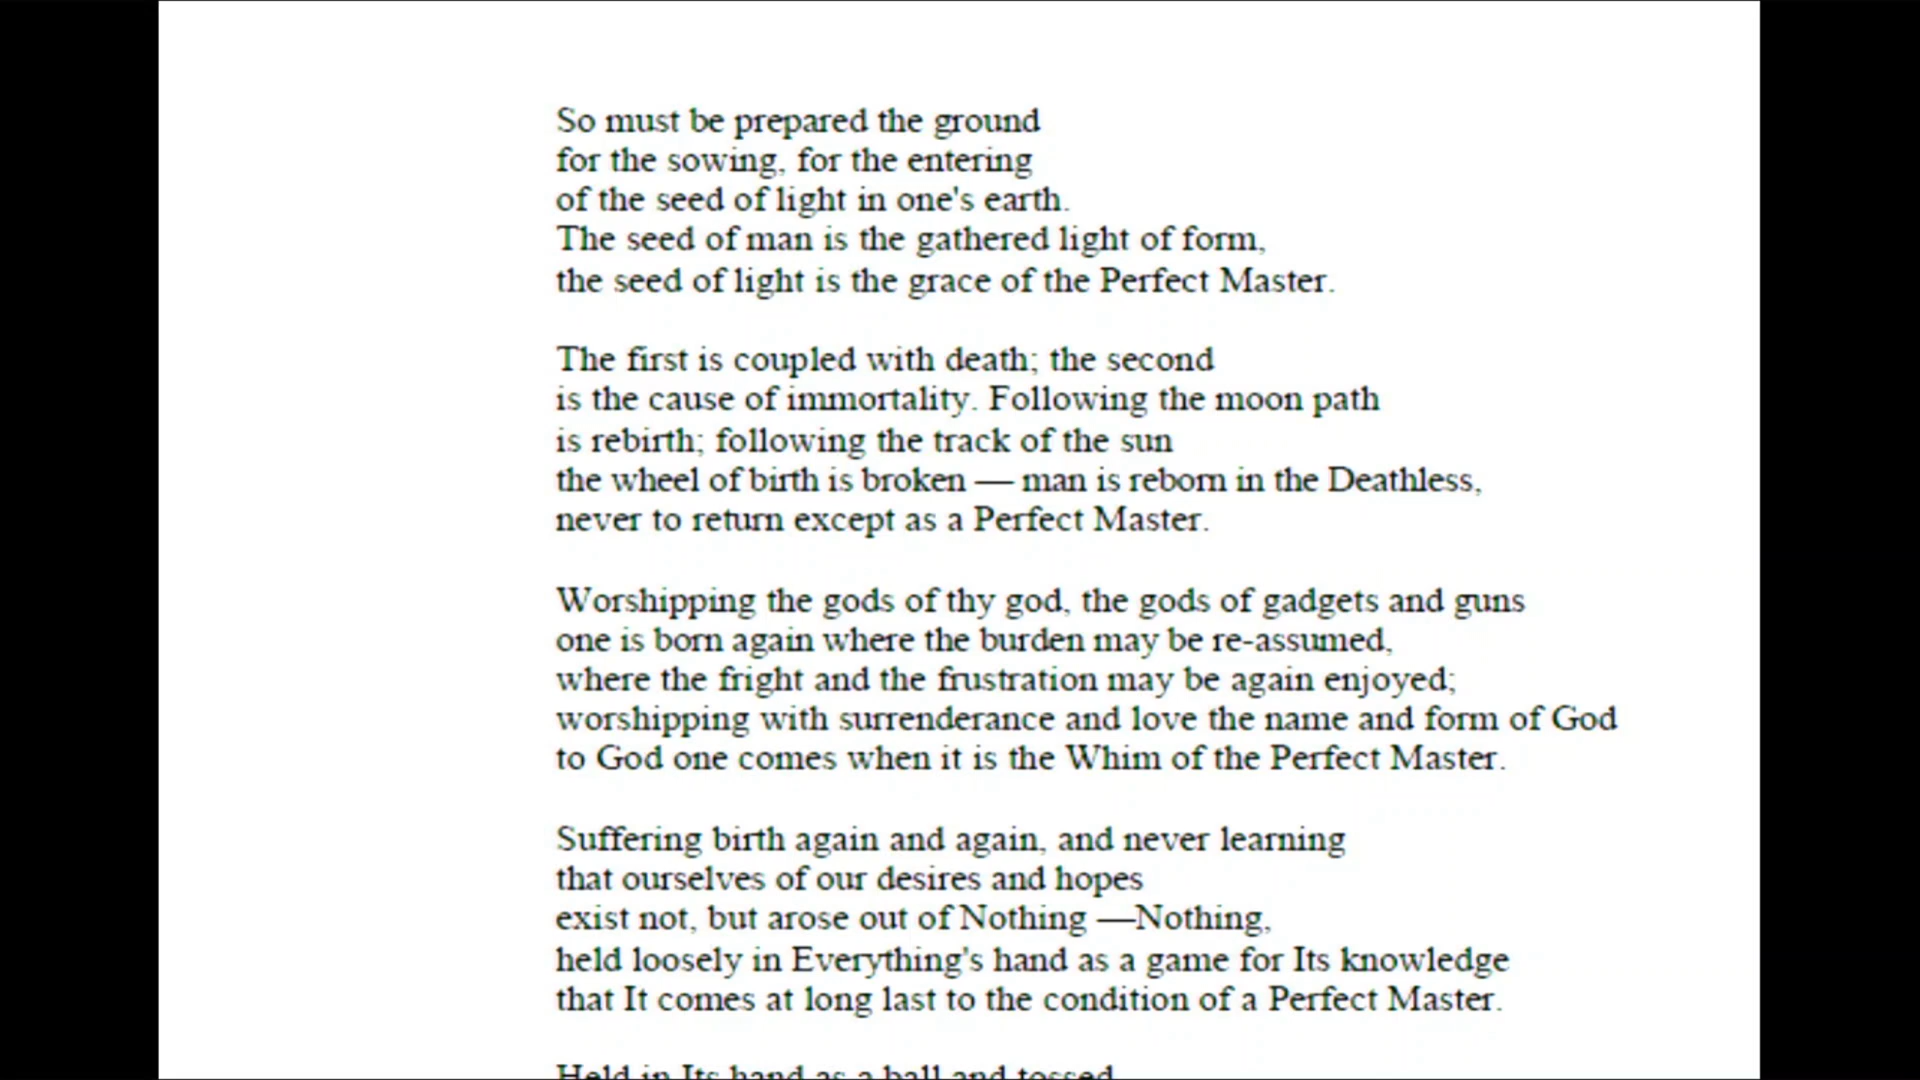 So must be prepared the ground
for the sowing, for the entering
of the seed of light in one's earth.
The seed of man is the gathered light of form,
the seed of light is the grace of the Perfect Master.
The first is coupled with death; the second
is the cause of immortality. Following the moon path
is rebirth; following the track of the sun
the wheel of birth is broken — man is reborn in the Deathless,
never to return except as a Perfect Master.
Worshipping the gods of thy god, the gods of gadgets and guns
one is born again where the burden may be re-assumed,
where the fright and the frustration may be again enjoyed;
worshipping with surrenderance and love the name and form of God
to God one comes when it is the Whim of the Perfect Master.
Suffering birth again and again, and never learning
that ourselves of our desires and hopes
exist not, but arose out of Nothing —Nothing,
held loosely in Everything's hand as a game for Its knowledge
that It comes at long last to the condition of a Perfect Master.
Held in Its hand as a ball and tossed